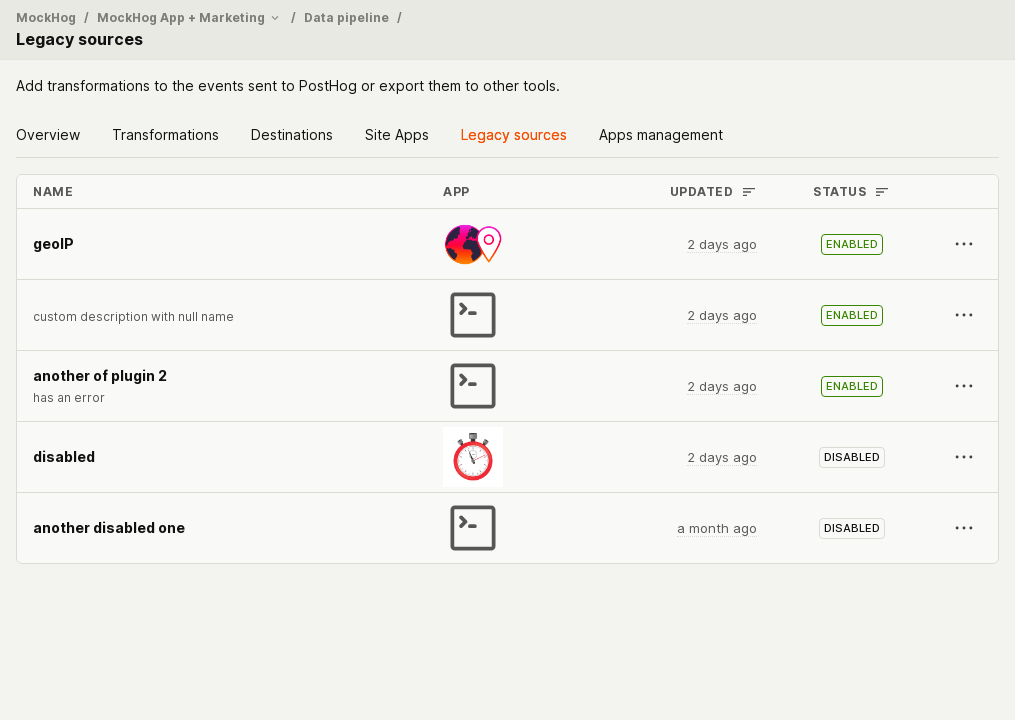 MockHog / MockHog App + Marketing / Data pipeline /
Legacy sources
Add transformations to the events sent to PostHog or export them to other tools.
Overview Transformations Destinations Site Apps Legacy sources Apps management
NAME APP UPDATED STATUS
geoIP 2 days ago ENABLED
custom description with null name 2 days ago ENABLED
another of plugin 2
has an error 2 days ago ENABLED
disabled 2 days ago DISABLED
another disabled one a month ago DISABLED